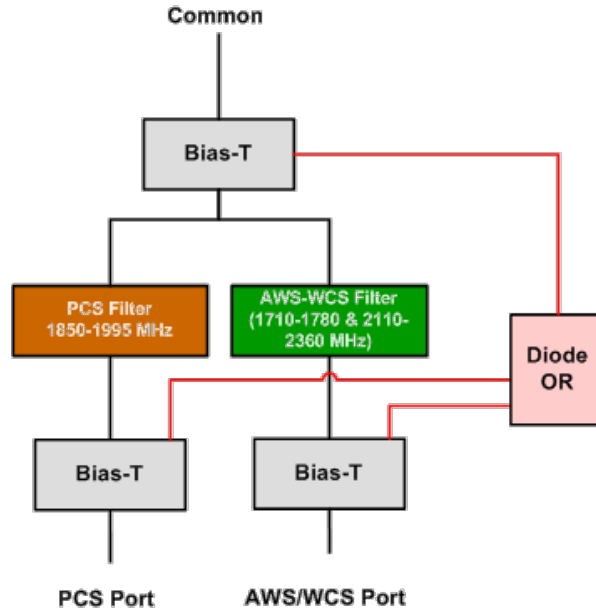 Common
Bias-T
PCS Filter
1850-1995 MHz
AWS-WCS Filter
(1710-1780 & 2110-
2360 MHz)
Diode
OR
Bias-T
Bias-T
PCS Port
AWS/WCS Port